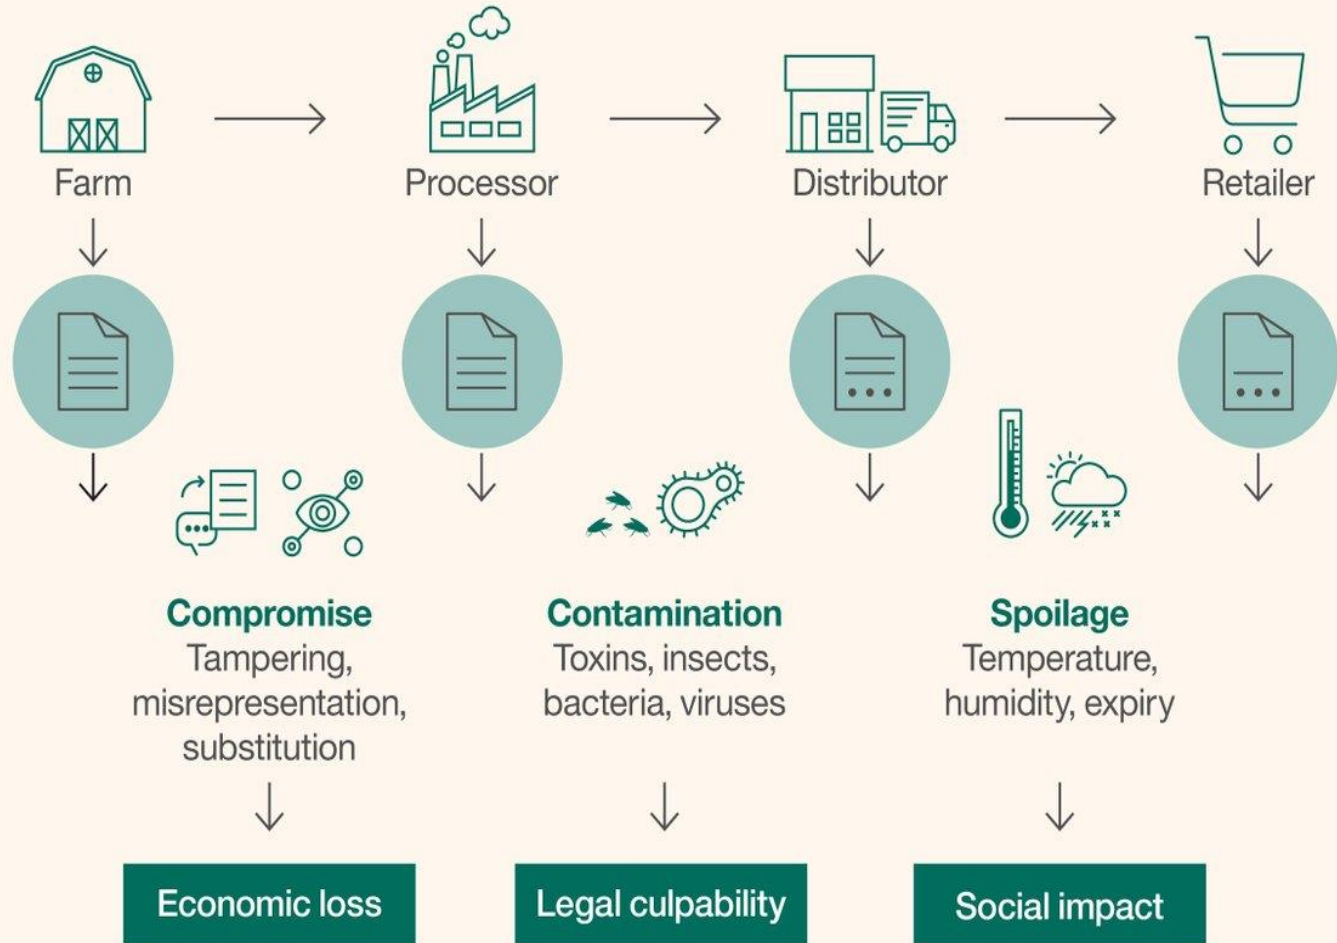 Farm
Processor
Distributor
Retailer
Compromise
Tampering,
misrepresentation,
substitution
Contamination
Toxins, insects,
bacteria, viruses
Spoilage
Temperature,
humidity, expiry
Economic loss
Legal culpability
Social impact